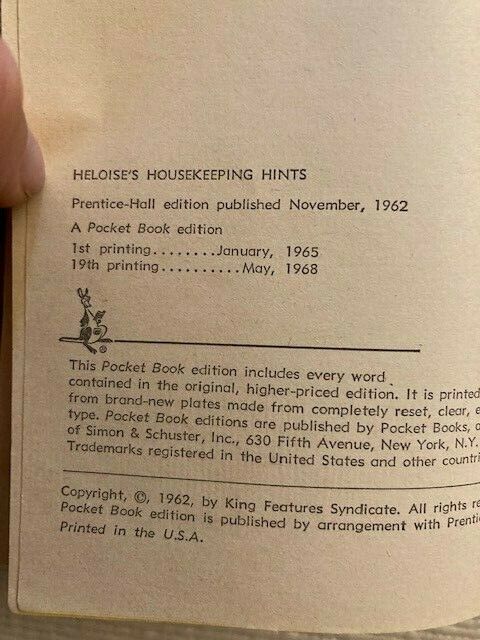 HELOISE'S HOUSEKEEPING HINTS
Prentice-Hall edition published November, 1962
A Pocket Book edition
1st printing........January, 1965
19th printing..........May, 1968
This Pocket Book edition includes every word
contained in the original, higher-priced edition. It is printed
from brand-new plates made from completely reset, clear, e
type. Pocket Book editions are published by Pocket Books, a
of Simon & Schuster, Inc., 630 Fifth Avenue, New York, N.Y.
Trademarks registered in the United States and other countri
Copyright, ©, 1962, by King Features Syndicate. All rights re
Pocket Book edition is published by arrangement with Prenti
Printed in the U.S.A.